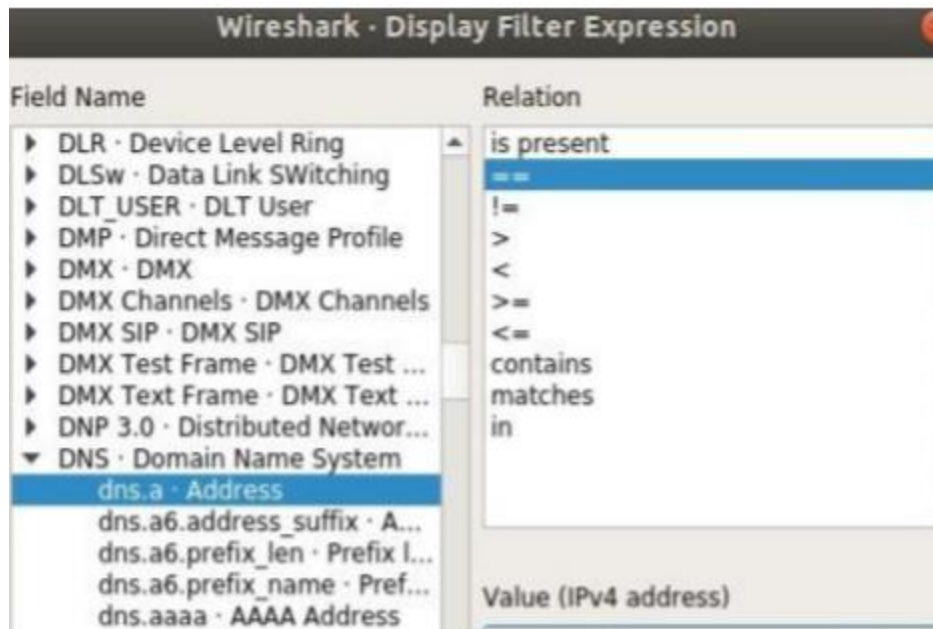 Wireshark · Display Filter Expression
Field Name
DLR · Device Level Ring
DLSw · Data Link SWitching
DLT_USER · DLT User
DMP · Direct Message Profile
DMX · DMX
DMX Channels · DMX Channels
DMX SIP · DMX SIP
DMX Test Frame · DMX Test ...
DMX Text Frame · DMX Text ...
DNP 3.0 · Distributed Networ...
DNS · Domain Name System
dns.a · Address
dns.a6.address_suffix · A...
dns.a6.prefix_len · Prefix l...
dns.a6.prefix_name · Pref...
dns.aaaa · AAAA Address
Relation
is present
==
!=
>
<
>=
<=
contains
matches
in
Value (IPv4 address)